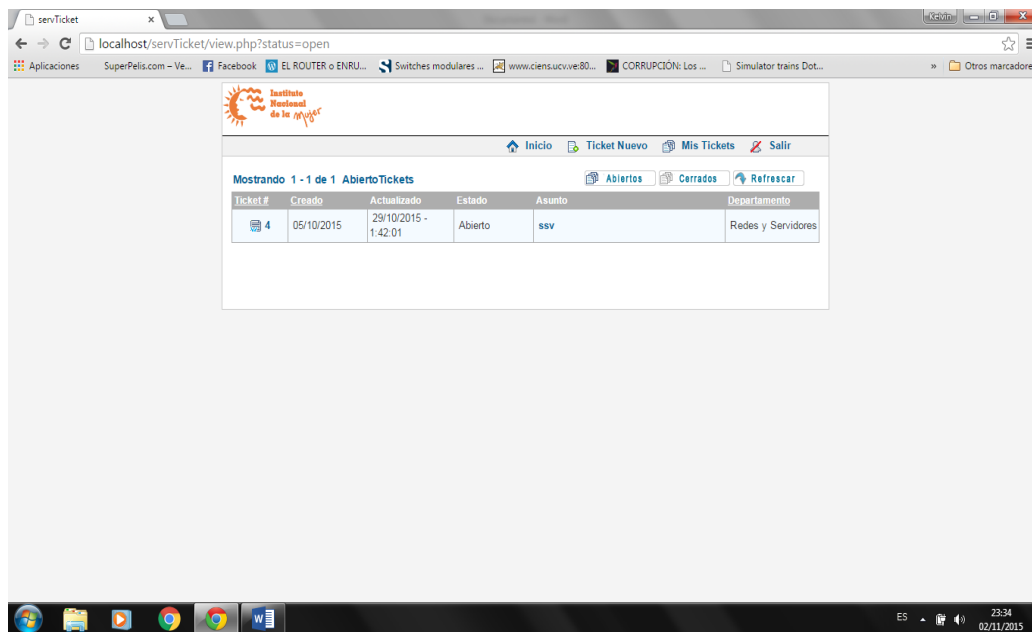 servTicket
Kelvin
localhost/servTicket/view.php?status=open
Aplicaciones SuperPelis.com – Ve... Facebook EL ROUTER o ENRU... Switches modulares ... www.ciens.ucv.ve:80... CORRUPCIÓN: Los ... Simulator trains Dot... » Otros marcadore
Instituto
Nacional
de la Mujer
Inicio Ticket Nuevo Mis Tickets Salir
Mostrando 1 - 1 de 1 AbiertoTickets Abiertos Cerrados Refrescar
Ticket # Creado Actualizado Estado Asunto Departamento
4 05/10/2015 29/10/2015 - 1:42:01 Abierto ssv Redes y Servidores
ES 23:34
02/11/2015